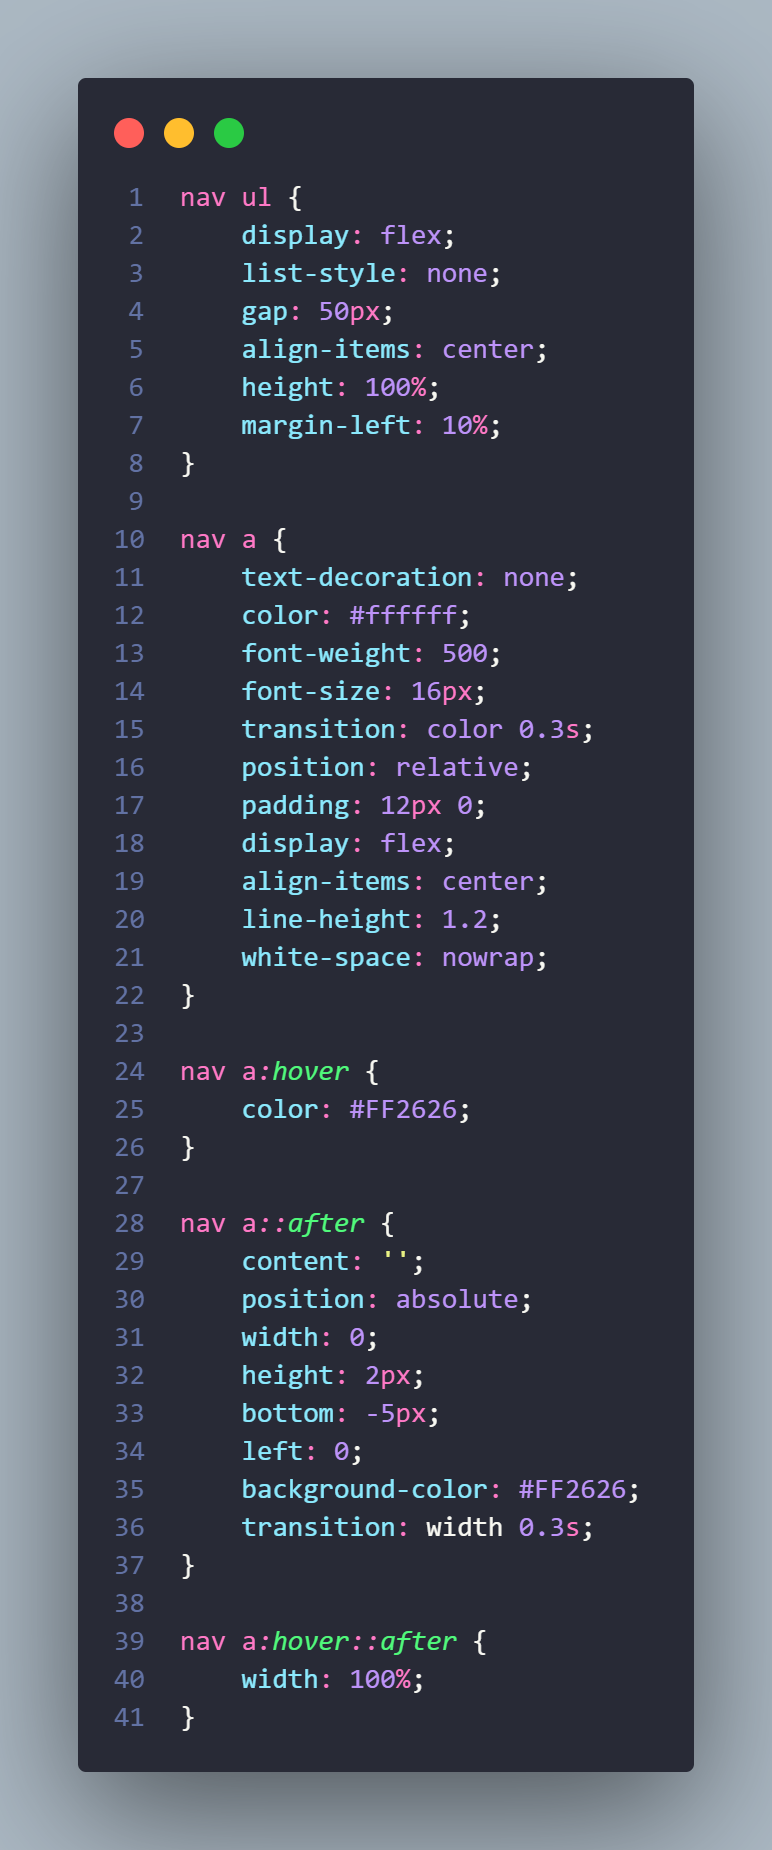 1 nav ul {
2     display: flex;
3     list-style: none;
4     gap: 50px;
5     align-items: center;
6     height: 100%;
7     margin-left: 10%;
8 }
9
10 nav a {
11     text-decoration: none;
12     color: #ffffff;
13     font-weight: 500;
14     font-size: 16px;
15     transition: color 0.3s;
16     position: relative;
17     padding: 12px 0;
18     display: flex;
19     align-items: center;
20     line-height: 1.2;
21     white-space: nowrap;
22 }
23
24 nav a:hover {
25     color: #FF2626;
26 }
27
28 nav a::after {
29     content: '';
30     position: absolute;
31     width: 0;
32     height: 2px;
33     bottom: -5px;
34     left: 0;
35     background-color: #FF2626;
36     transition: width 0.3s;
37 }
38
39 nav a:hover::after {
40     width: 100%;
41 }